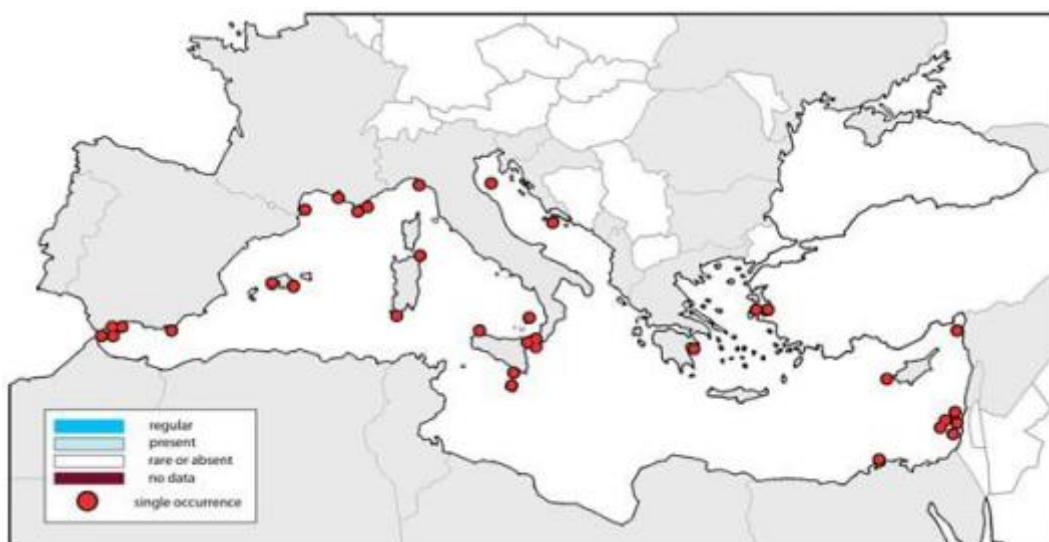 regular
present
rare or absent
no data
single occurrence